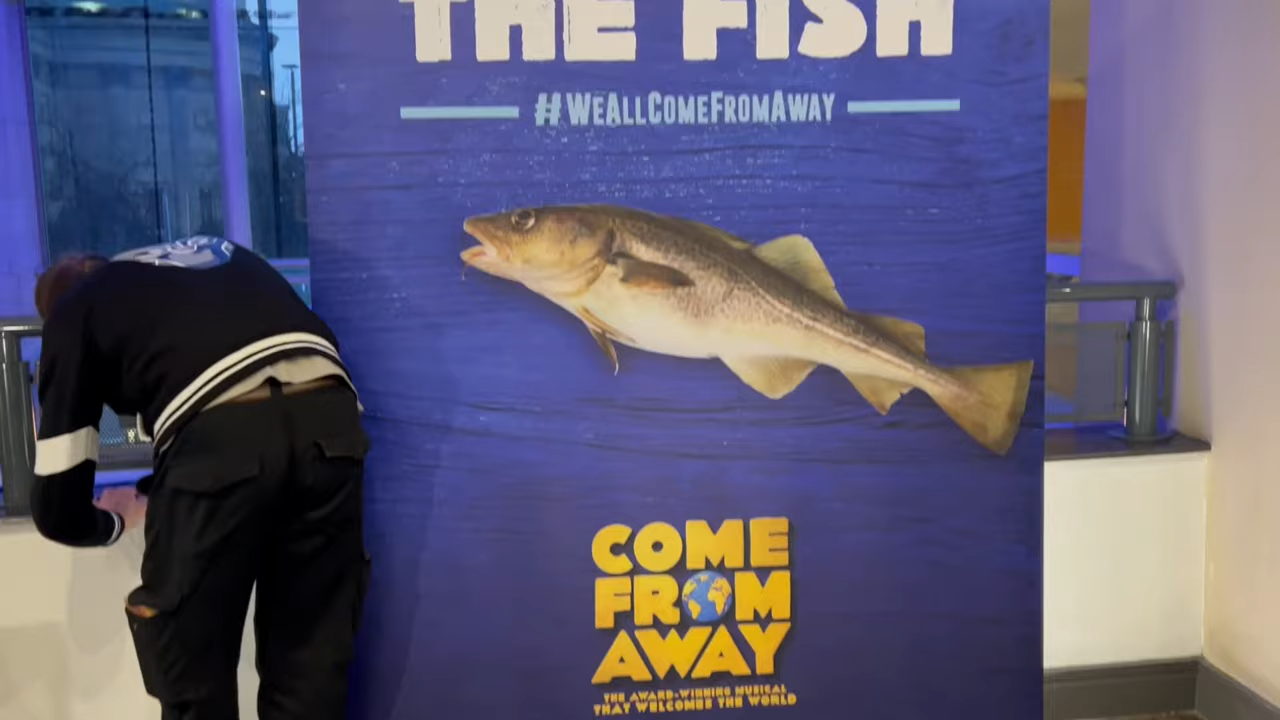 THE FISH
#WEALLCOMEFROMAWAY
COME
FROM
AWAY
THE AWARD-WINNING MUSICAL
THAT WELCOMES THE WORLD